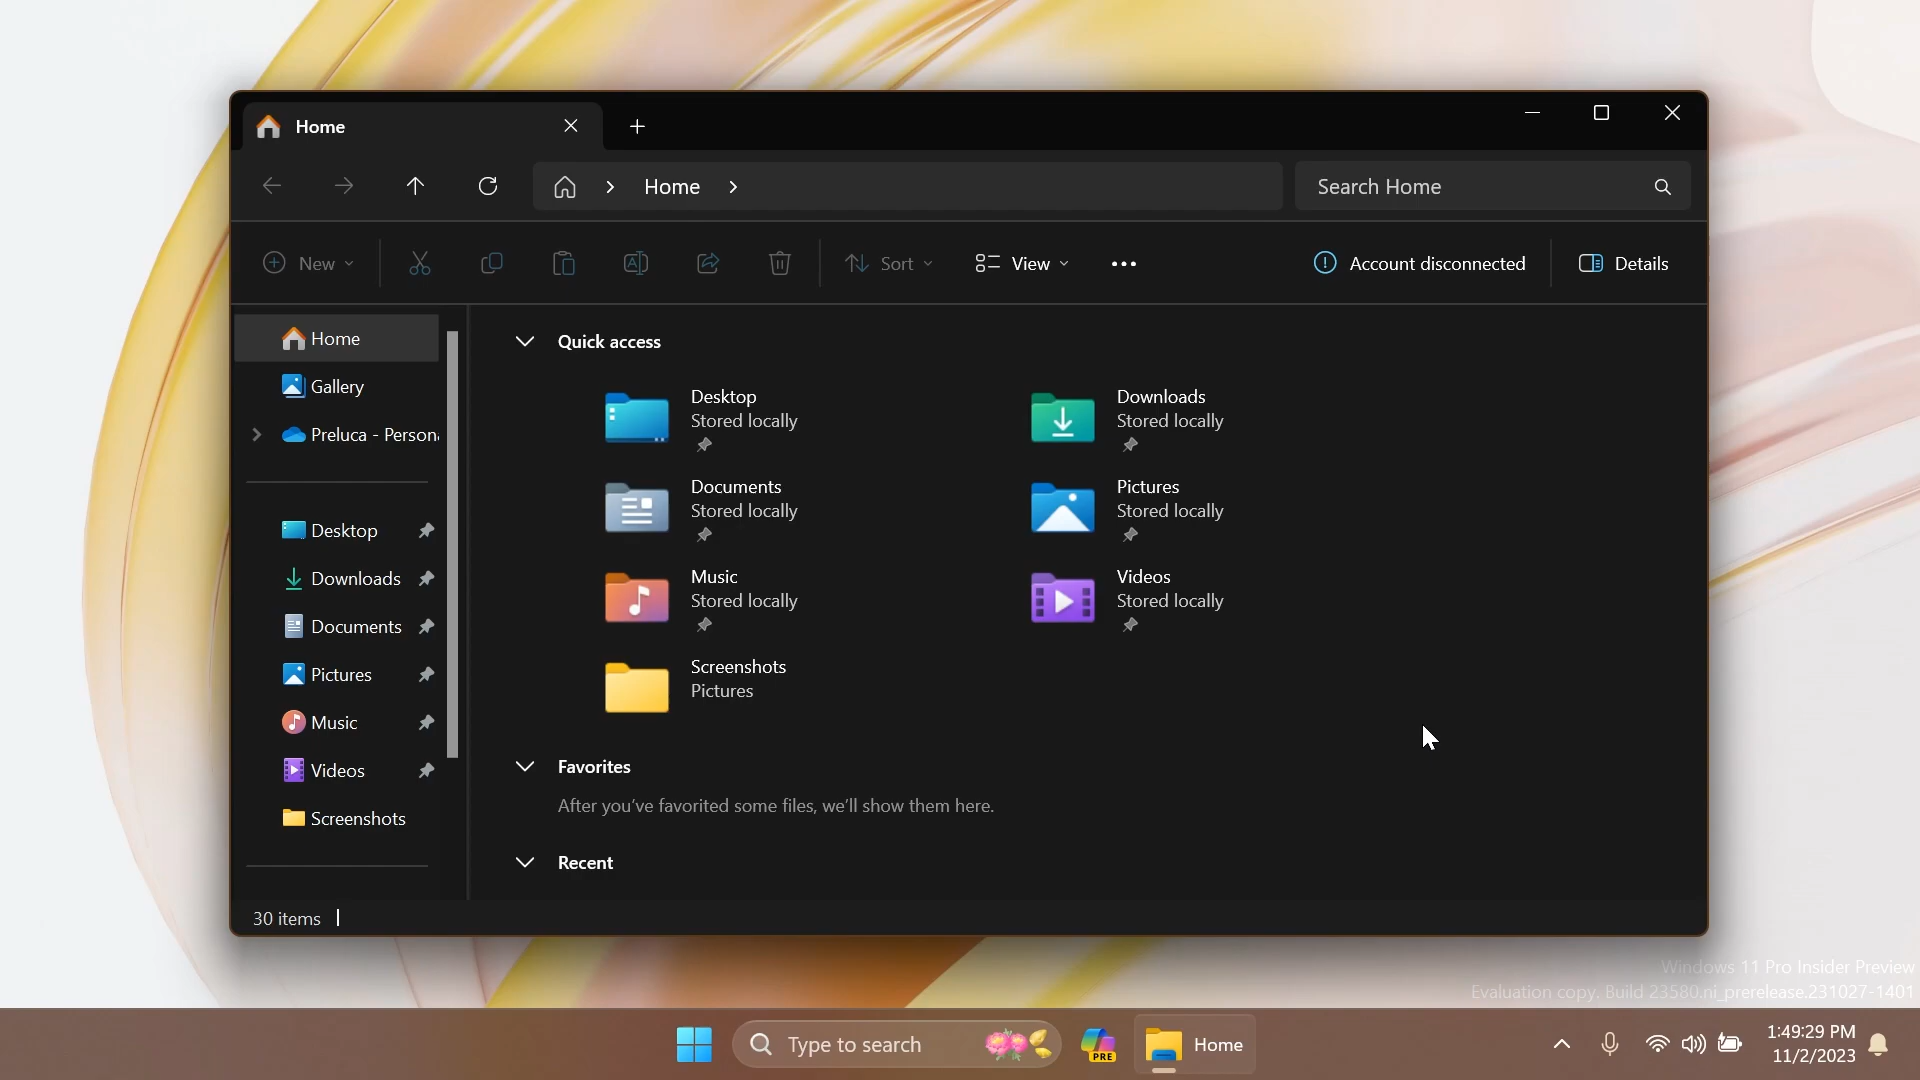 Home
Home
Search Home
New
Sort
View
Account disconnected
Details
Home
Gallery
Preluca - Persona
Desktop
Downloads
Documents
Pictures
Music
Videos
Screenshots
Quick access
Desktop
Stored locally
Downloads
Stored locally
Documents
Stored locally
Pictures
Stored locally
Music
Stored locally
Videos
Stored locally
Screenshots
Pictures
Favorites
After you've favorited some files, we'll show them here.
Recent
30 items
Windows 11 Pro Insider Preview
Evaluation copy. Build 23580.ni_prerelease.231027-1401
Type to search
PRE
Home
1:49:29 PM
11/2/2023